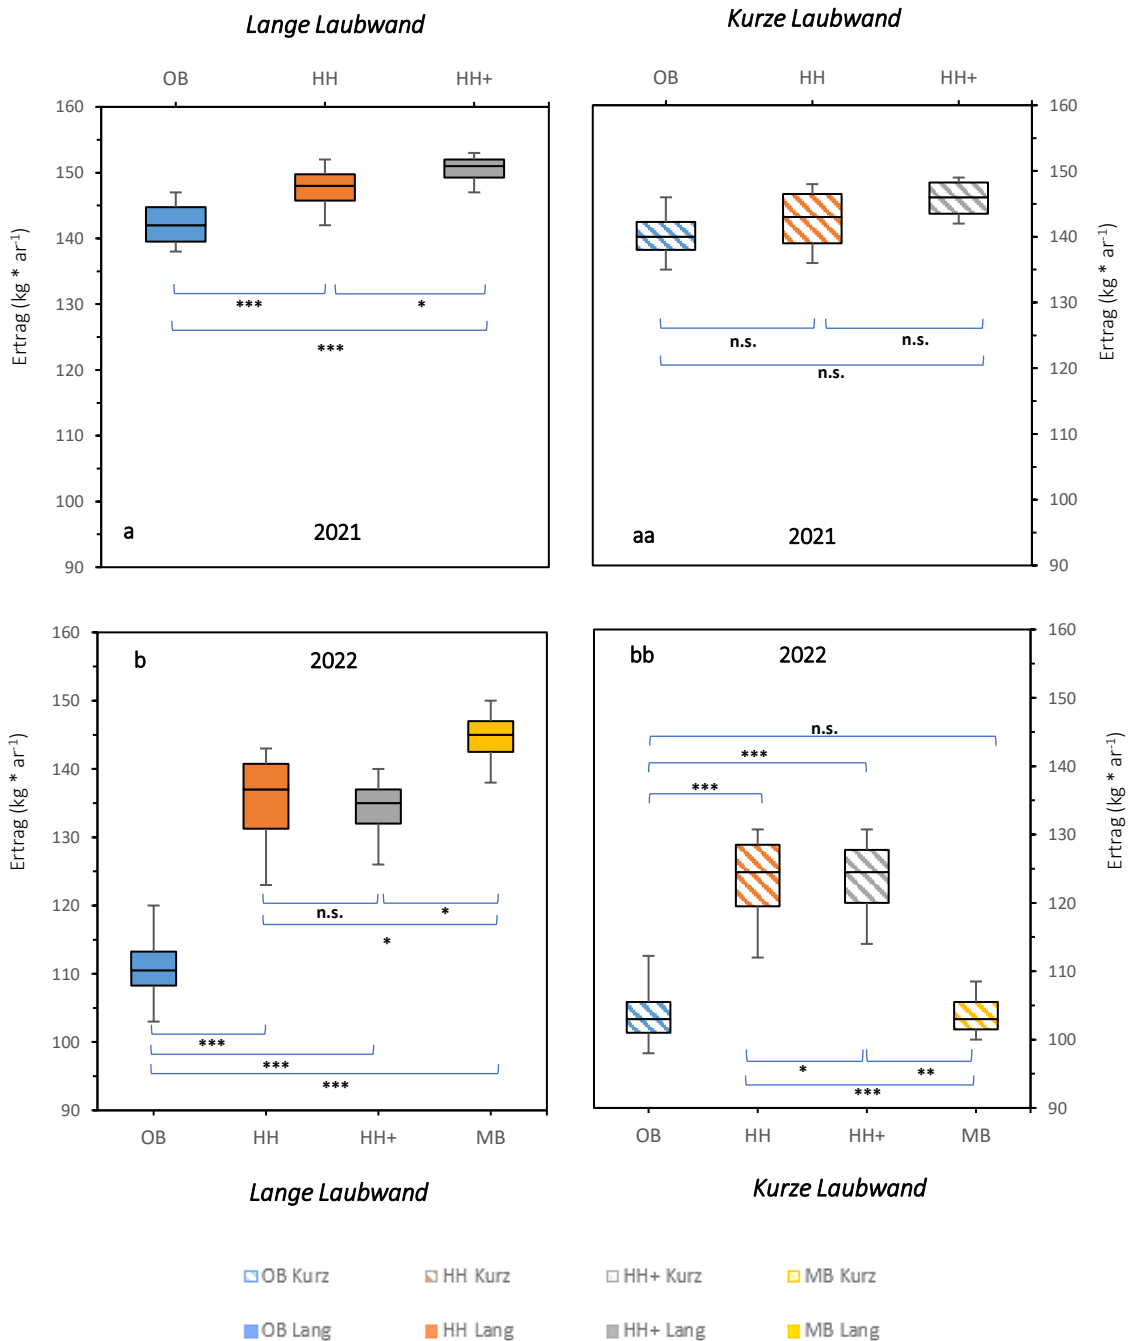 Lange Laubwand
Kurze Laubwand
OB HH HH+
OB HH HH+
160
150
140
130
120
110
100
90
Ertrag (kg * ar⁻¹)
***
*
***
a 2021
160
150
140
130
120
110
100
90
Ertrag (kg * ar⁻¹)
n.s.
n.s.
n.s.
aa 2021
160
150
140
130
120
110
100
90
Ertrag (kg * ar⁻¹)
b 2022
n.s.
*
*
***
***
***
OB HH HH+ MB
160
150
140
130
120
110
100
90
Ertrag (kg * ar⁻¹)
bb 2022
n.s.
***
***
*
**
***
OB HH HH+ MB
Lange Laubwand
Kurze Laubwand
OB Kurz HH Kurz HH+ Kurz MB Kurz
OB Lang HH Lang HH+ Lang MB Lang